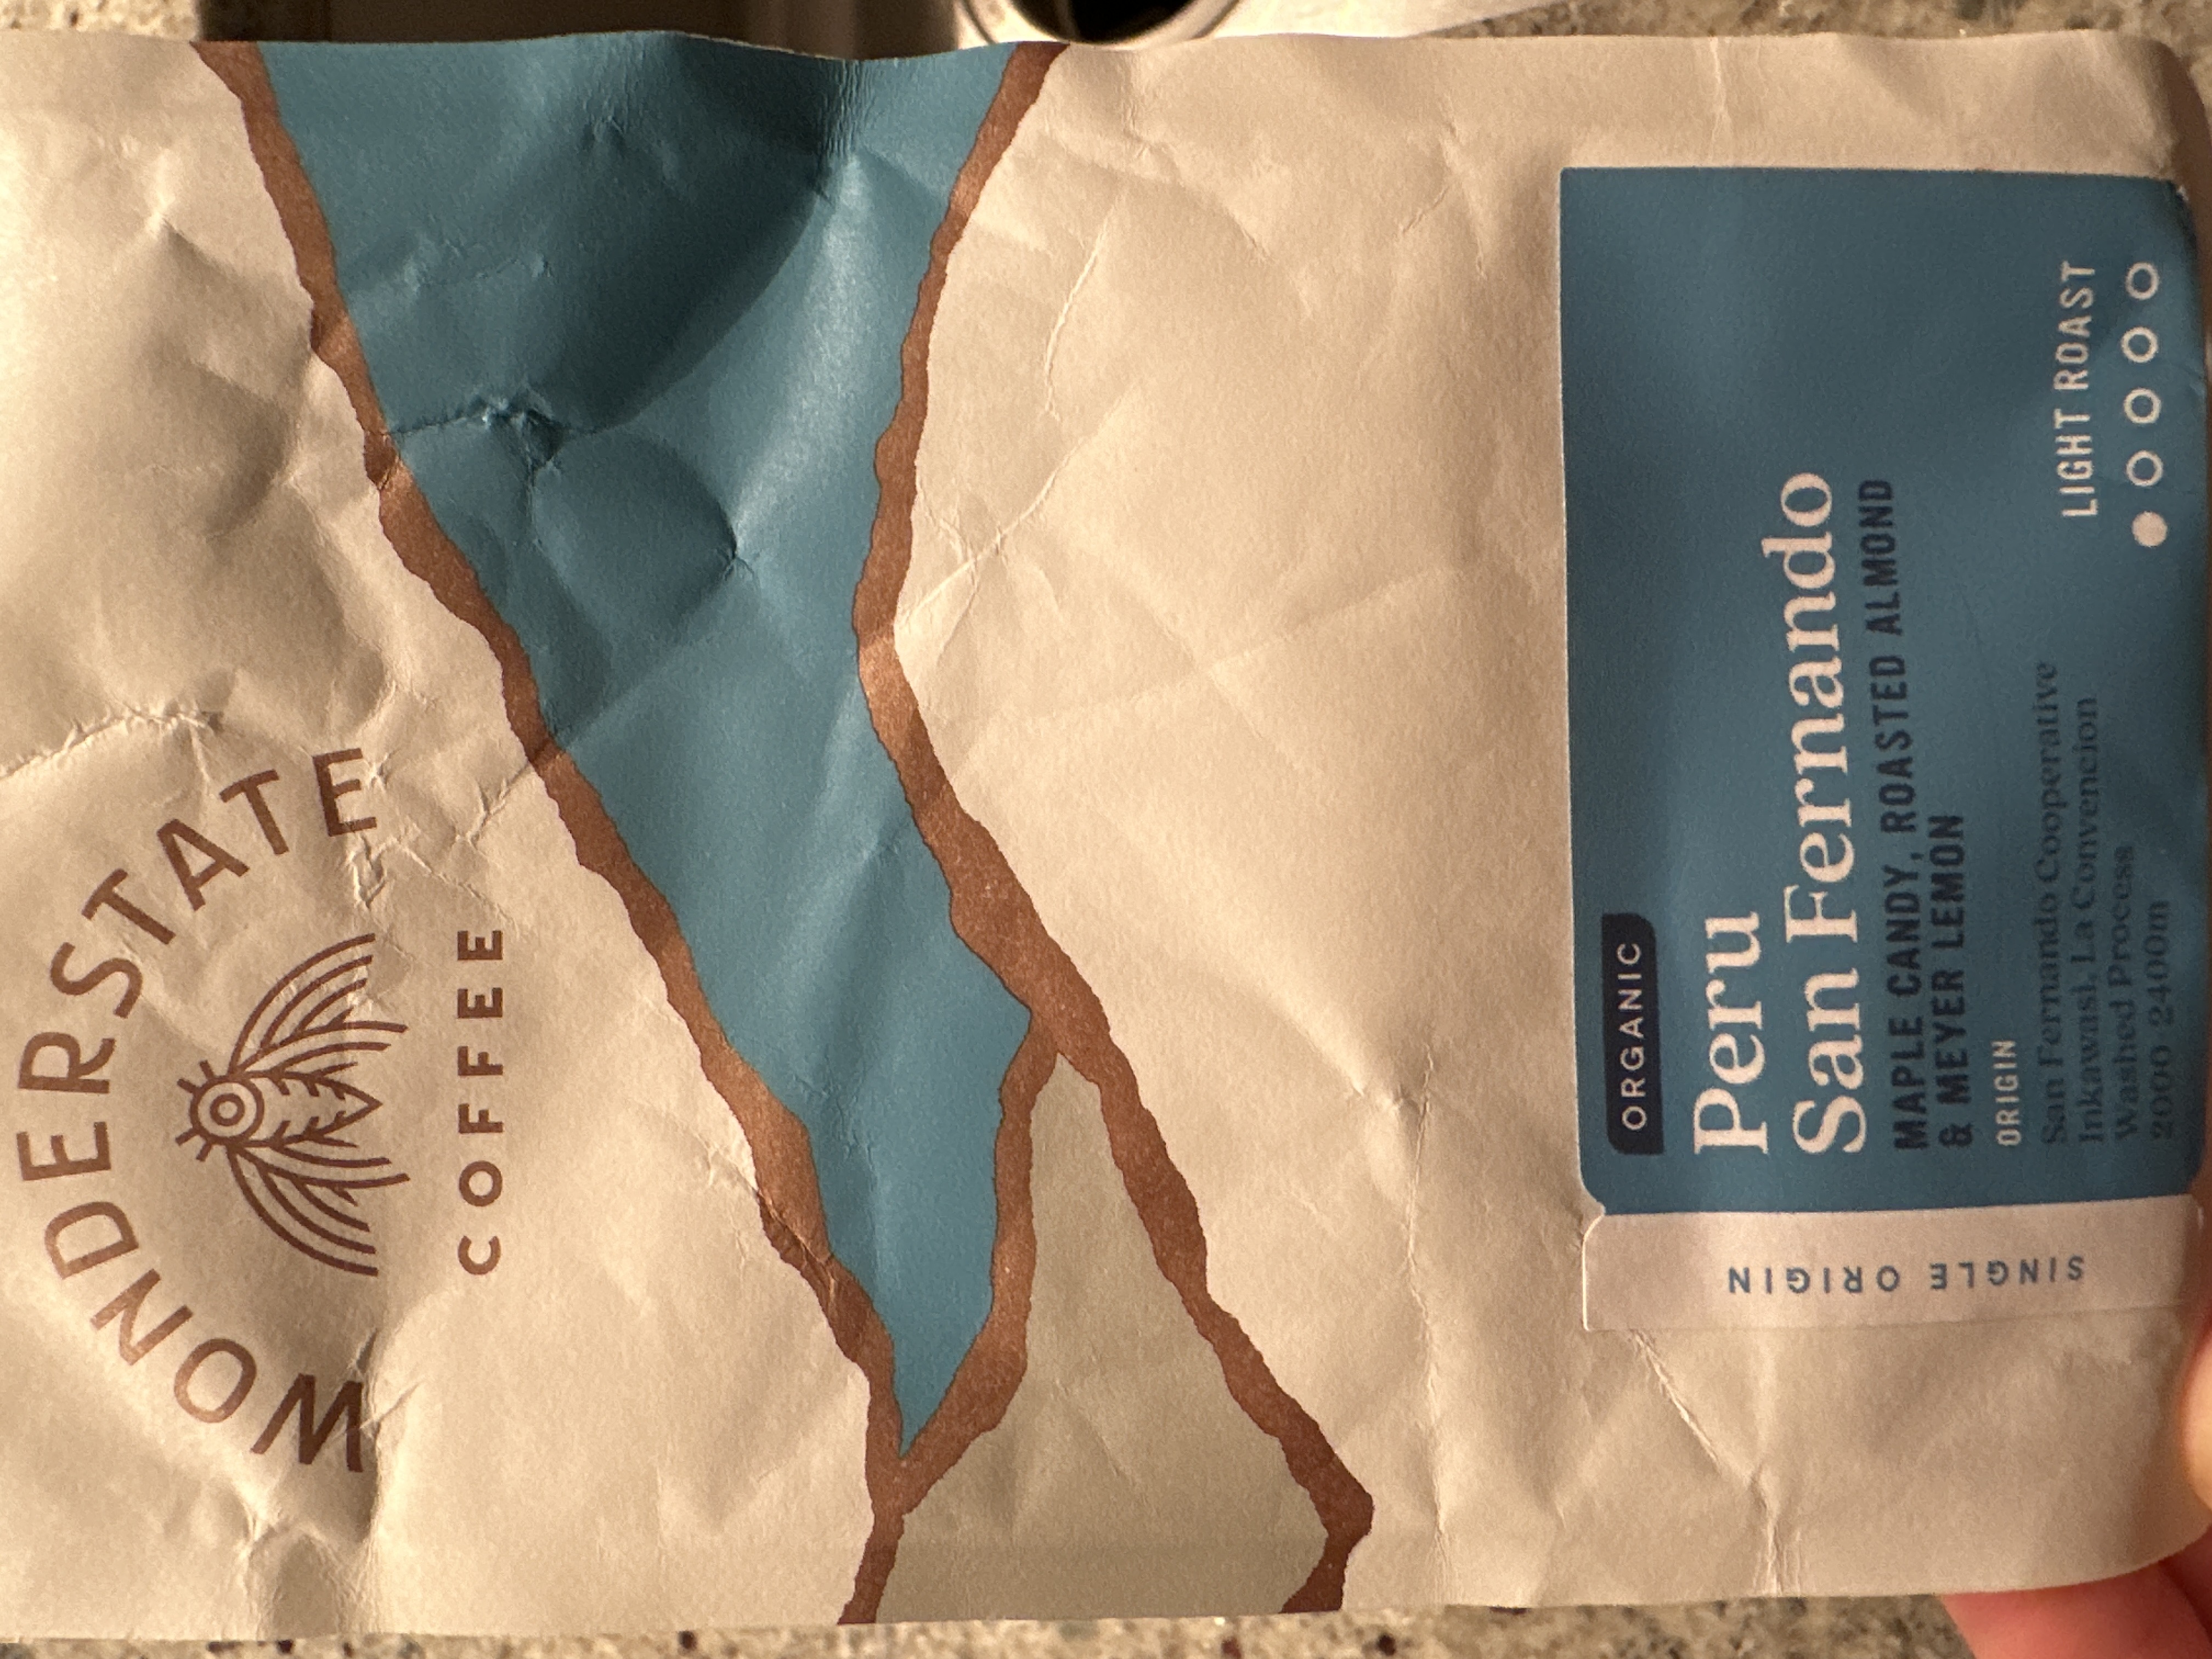 WONDERSTATE
COFFEE
ORGANIC
Peru
San Fernando
MAPLE CANDY, ROASTED ALMOND
& MEYER LEMON
ORIGIN
San Fernando Cooperative
Inkawasi, La Convencion
Washed Process
2000-2400m
LIGHT ROAST
SINGLE ORIGIN